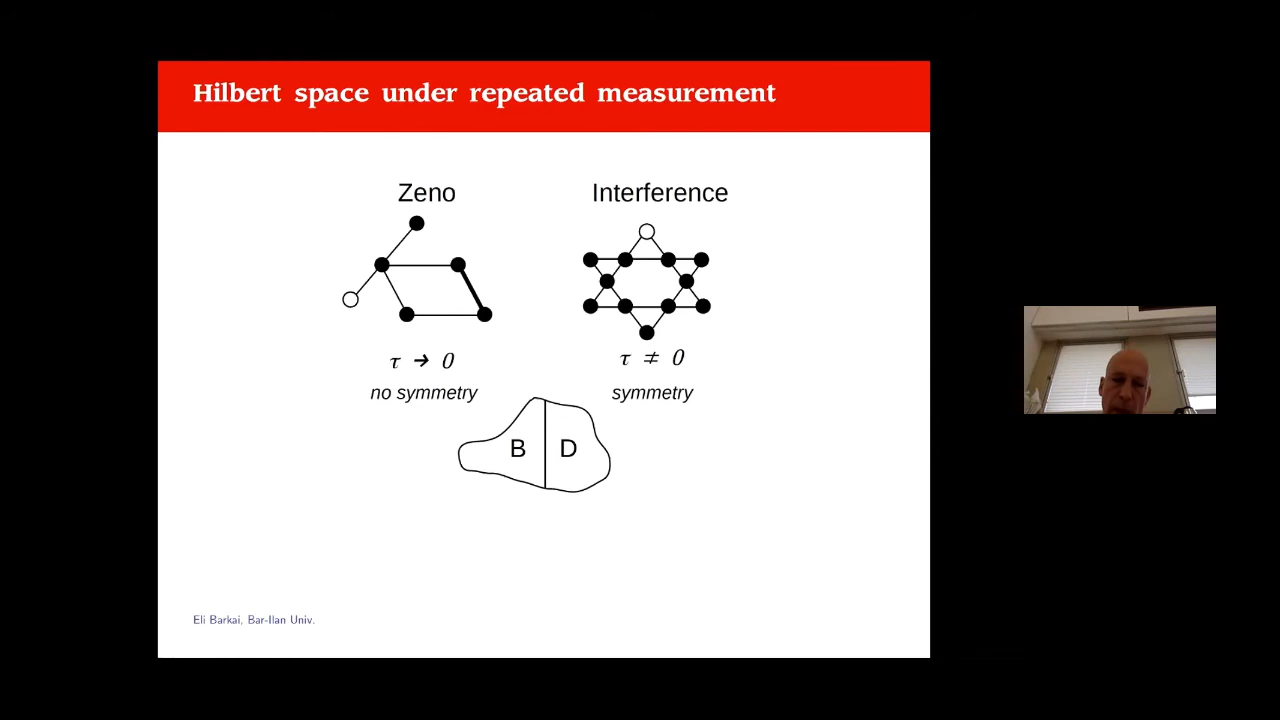 Hilbert space under repeated measurement
Zeno
Interference
τ → 0
τ ≠ 0
no symmetry
symmetry
B
D
Eli Barkai, Bar-Ilan Univ.